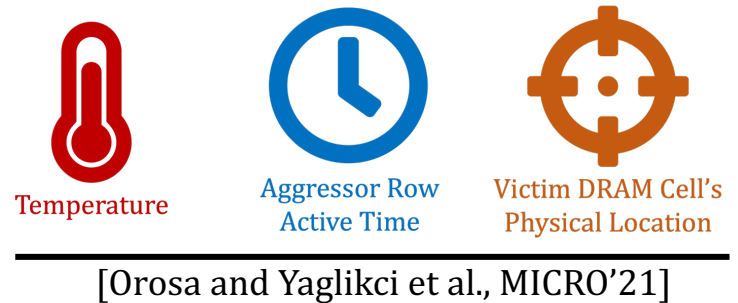 Temperature
Aggressor Row
Active Time
Victim DRAM Cell’s
Physical Location
[Orosa and Yaglikci et al., MICRO’21]